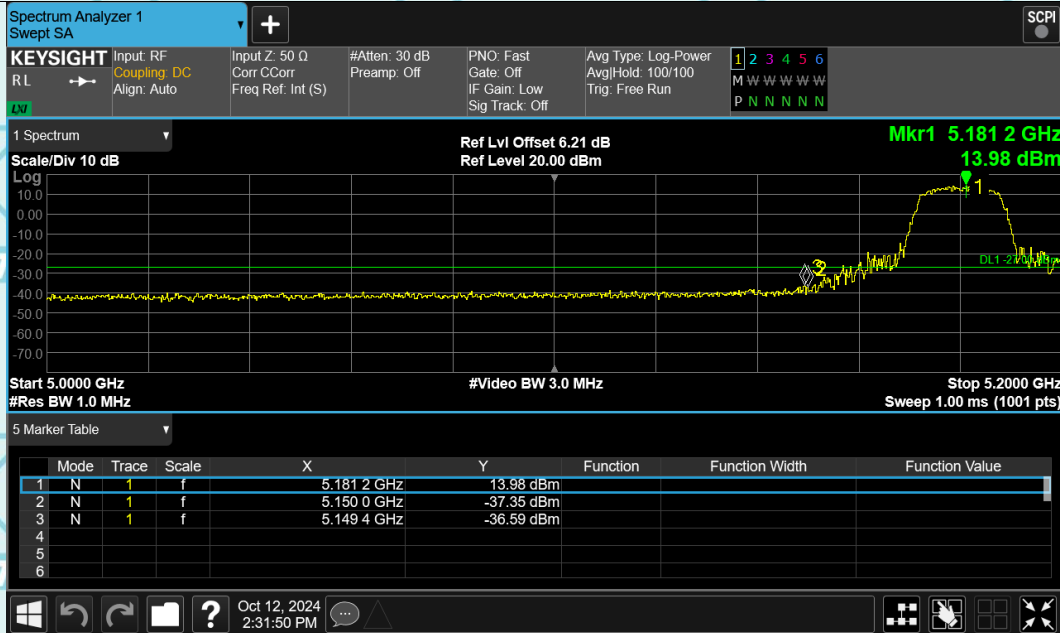 Spectrum Analyzer 1
Swept SA
+
SCPI
KEYSIGHT
RL
LXI
Input: RF
Coupling: DC
Align: Auto
Input Z: 50 Ω
Corr CCorr
Freq Ref: Int (S)
#Atten: 30 dB
Preamp: Off
PNO: Fast
Gate: Off
IF Gain: Low
Sig Track: Off
Avg Type: Log-Power
Avg|Hold: 100/100
Trig: Free Run
1 2 3 4 5 6
M W W W W W
P N N N N N
1 Spectrum
Scale/Div 10 dB
Ref Lvl Offset 6.21 dB
Ref Level 20.00 dBm
Mkr1 5.181 2 GHz
13.98 dBm
Log
10.0
0.00
-10.0
-20.0
-30.0
-40.0
-50.0
-60.0
-70.0
1
2
DL1
Start 5.0000 GHz
#Video BW 3.0 MHz
Stop 5.2000 GHz
#Res BW 1.0 MHz
Sweep 1.00 ms (1001 pts)
5 Marker Table
Mode Trace Scale X Y Function Function Width Function Value
1 N 1 f 5.181 2 GHz 13.98 dBm
2 N 1 f 5.150 0 GHz -37.35 dBm
3 N 1 f 5.149 4 GHz -36.59 dBm
4
5
6
?
Oct 12, 2024
2:31:50 PM